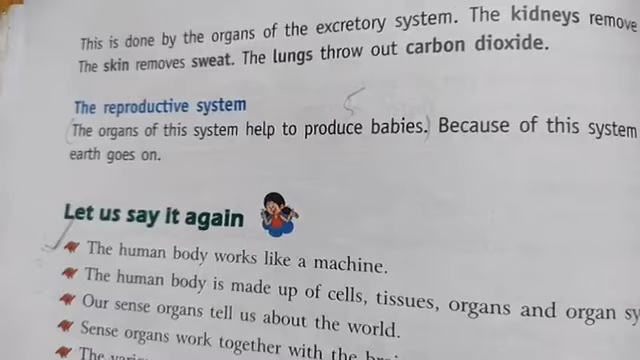 This is done by the organs of the excretory system. The kidneys remove
The skin removes sweat. The lungs throw out carbon dioxide.
The reproductive system
The organs of this system help to produce babies. Because of this system
earth goes on.
Let us say it again
The human body works like a machine.
The human body is made up of cells, tissues, organs and organ
Our sense organs tell us about the world.
Sense organs work together with the
The